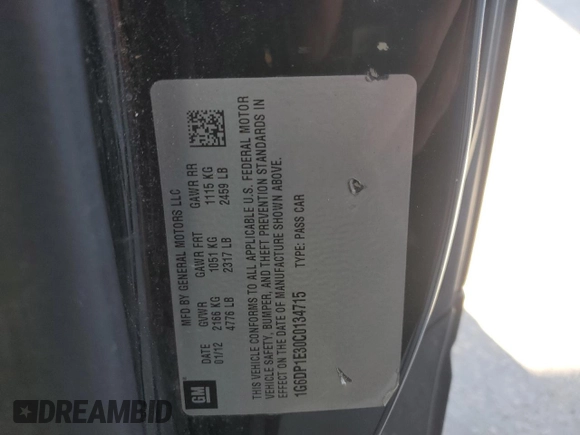 MFD BY GENERAL MOTORS LLC
DATE GVWR GAWR FRT GAWR RR
01/12 2166 KG 1051 KG 1115 KG
4776 LB 2317 LB 2459 LB
THIS VEHICLE CONFORMS TO ALL APPLICABLE U.S. FEDERAL MOTOR
VEHICLE SAFETY, BUMPER, AND THEFT PREVENTION STANDARDS IN
EFFECT ON THE DATE OF MANUFACTURE SHOWN ABOVE.
1G6DP1E30C0134715 TYPE: PASS CAR
GM
DREAMBID